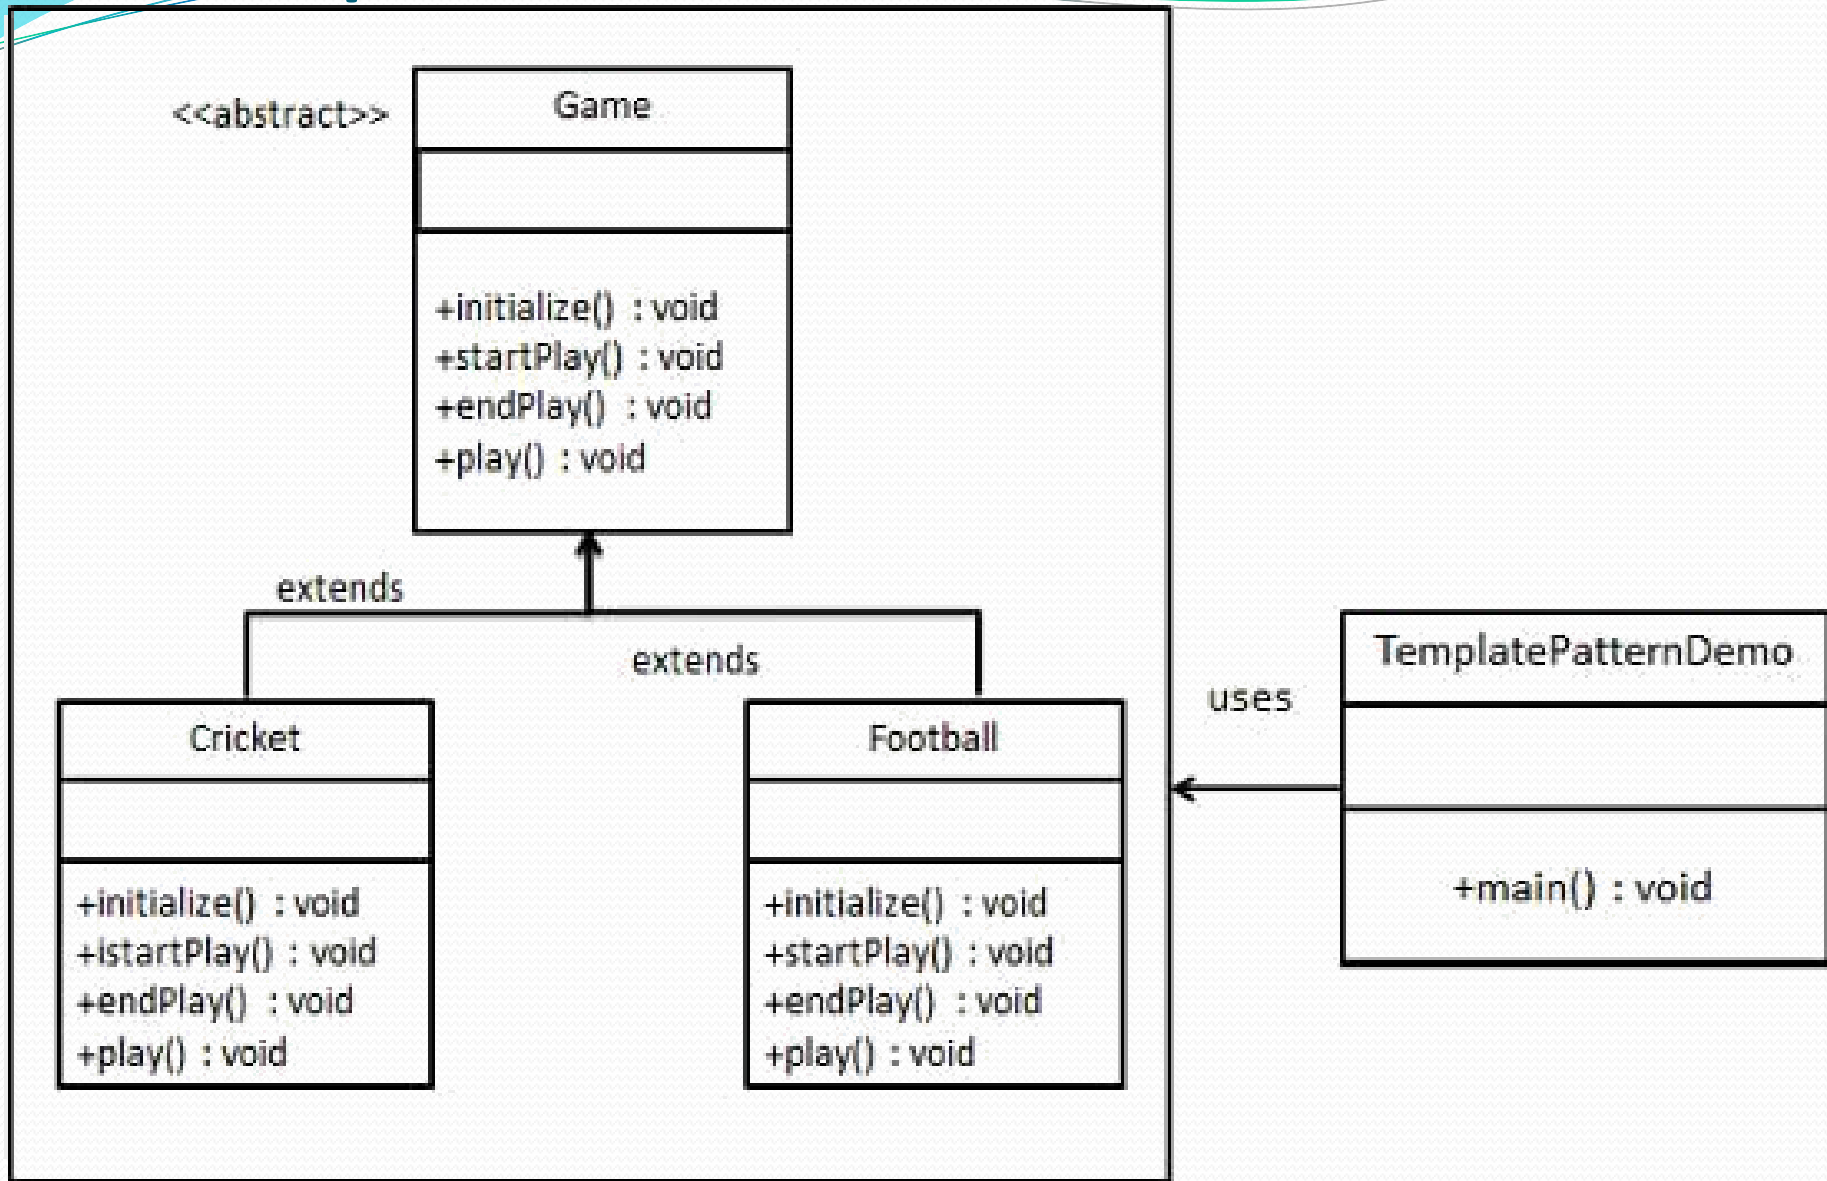 <<abstract>>
Game
+initialize() : void
+startPlay() : void
+endPlay() : void
+play() : void
extends
extends
Cricket
+initialize() : void
+istartPlay() : void
+endPlay() : void
+play() : void
Football
+initialize() : void
+startPlay() : void
+endPlay() : void
+play() : void
uses
TemplatePatternDemo
+main() : void